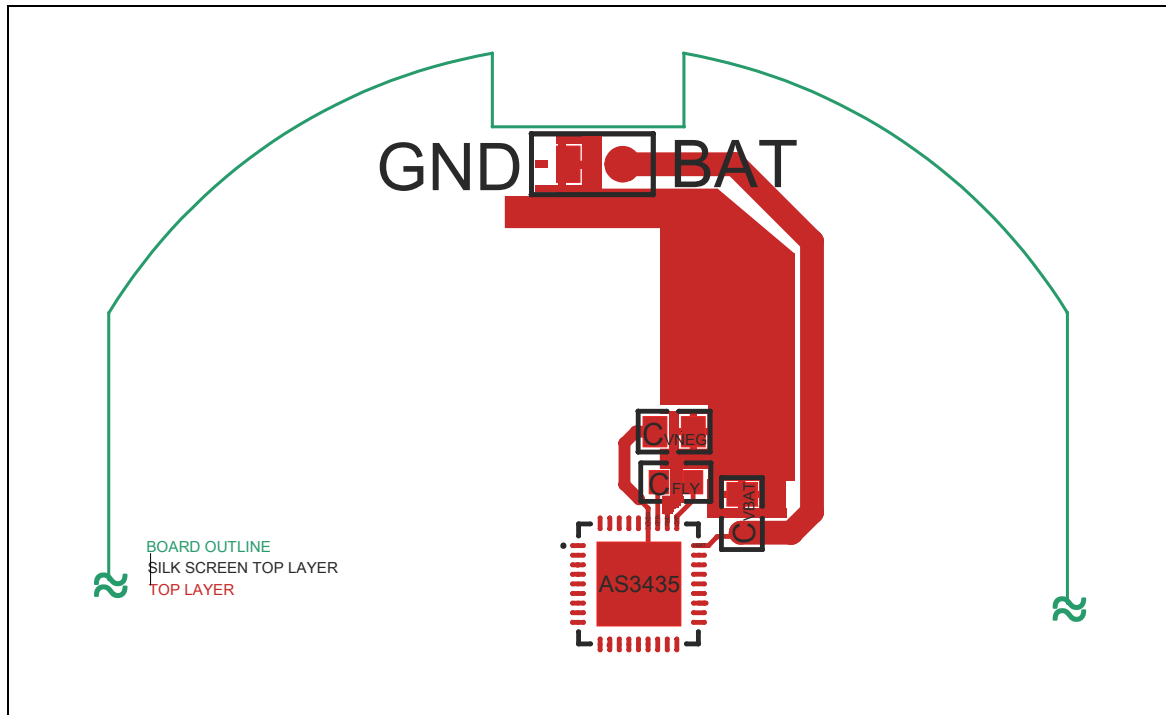 GND BAT
CVNEG
CFLY
CVBAT
BOARD OUTLINE
SILK SCREEN TOP LAYER
TOP LAYER
AS3435